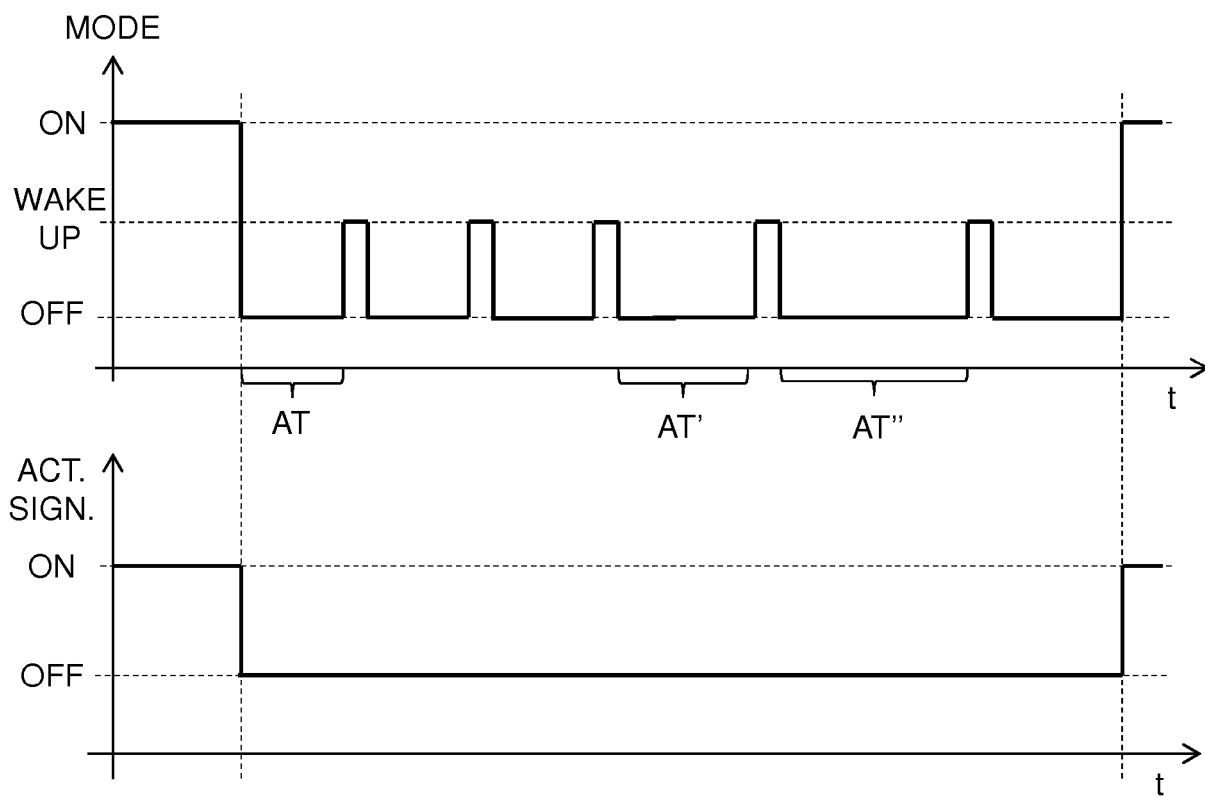 MODE
ON
WAKE
UP
OFF
t
AT
AT’
AT’’
ACT.
SIGN.
ON
OFF
t